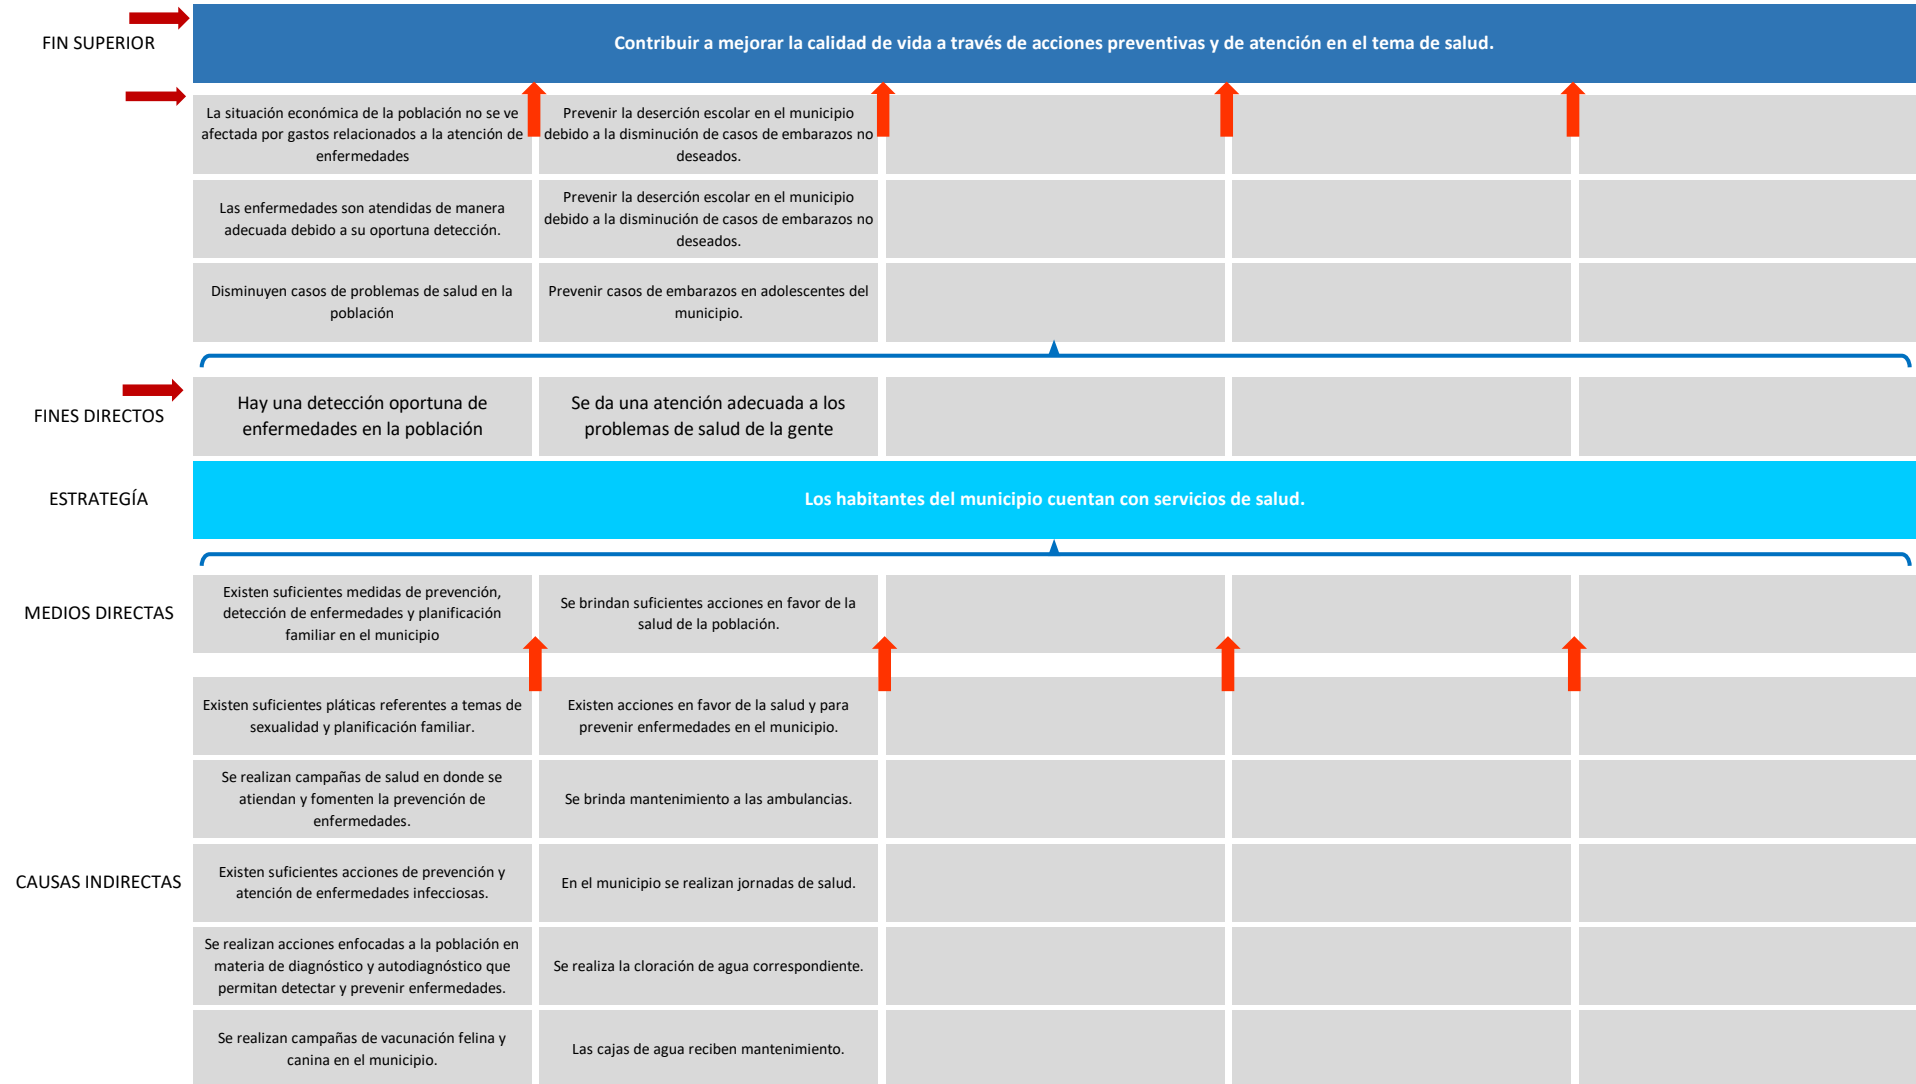 FIN SUPERIOR
Contribuir a mejorar la calidad de vida a través de acciones preventivas y de atención en el tema de salud.
La situación económica de la población no se ve
afectada por gastos relacionados a la atención de
enfermedades
Prevenir la deserción escolar en el municipio
debido a la disminución de casos de embarazos no
deseados.
Las enfermedades son atendidas de manera
adecuada debido a su oportuna detección.
Prevenir la deserción escolar en el municipio
debido a la disminución de casos de embarazos no
deseados.
Disminuyen casos de problemas de salud en la
población
Prevenir casos de embarazos en adolescentes del
municipio.
FINES DIRECTOS
Hay una detección oportuna de
enfermedades en la población
Se da una atención adecuada a los
problemas de salud de la gente
ESTRATEGÍA
Los habitantes del municipio cuentan con servicios de salud.
MEDIOS DIRECTAS
Existen suficientes medidas de prevención,
detección de enfermedades y planificación
familiar en el municipio
Se brindan suficientes acciones en favor de la
salud de la población.
Existen suficientes pláticas referentes a temas de
sexualidad y planificación familiar.
Existen acciones en favor de la salud y para
prevenir enfermedades en el municipio.
Se realizan campañas de salud en donde se
atiendan y fomenten la prevención de
enfermedades.
Se brinda mantenimiento a las ambulancias.
CAUSAS INDIRECTAS
Existen suficientes acciones de prevención y
atención de enfermedades infecciosas.
En el municipio se realizan jornadas de salud.
Se realizan acciones enfocadas a la población en
materia de diagnóstico y autodiagnóstico que
permitan detectar y prevenir enfermedades.
Se realiza la cloración de agua correspondiente.
Se realizan campañas de vacunación felina y
canina en el municipio.
Las cajas de agua reciben mantenimiento.